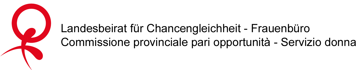 Landesbeirat für Chancengleichheit - Frauenbüro
Commissione provinciale pari opportunità - Servizio donna